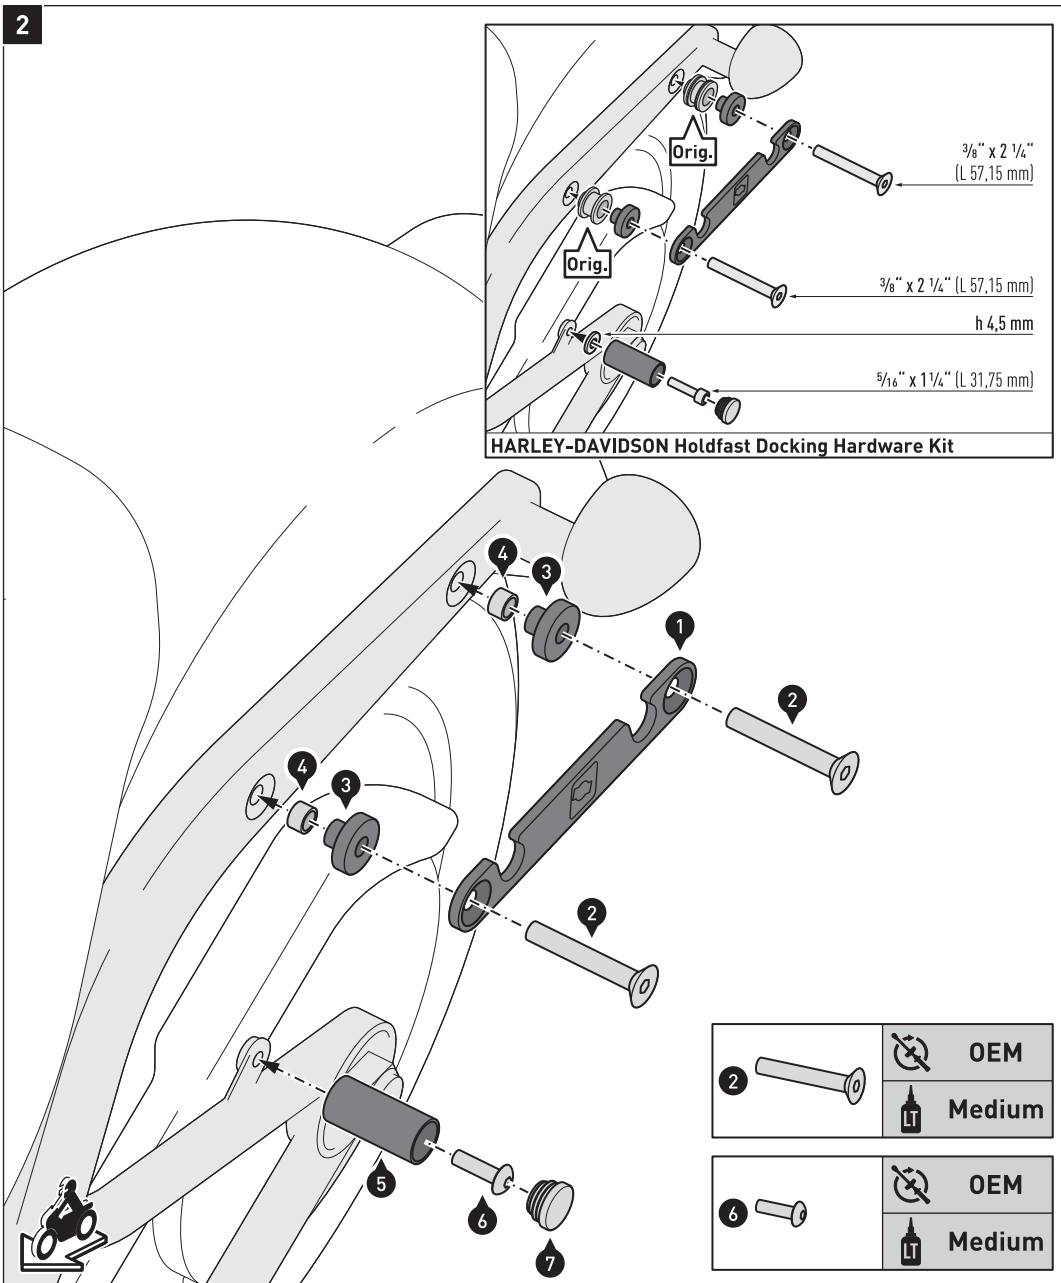 2
Orig.
Orig.
³/₈“ x 2 ¹/₄“
(L 57,15 mm)
³/₈“ x 2 ¹/₄“ (L 57,15 mm)
h 4,5 mm
⁵/₁₆“ x 1 ¹/₄“ (L 31,75 mm)
HARLEY-DAVIDSON Holdfast Docking Hardware Kit
4
3
1
2
4
3
2
5
6
7
2
OEM
LT Medium
6
OEM
LT Medium